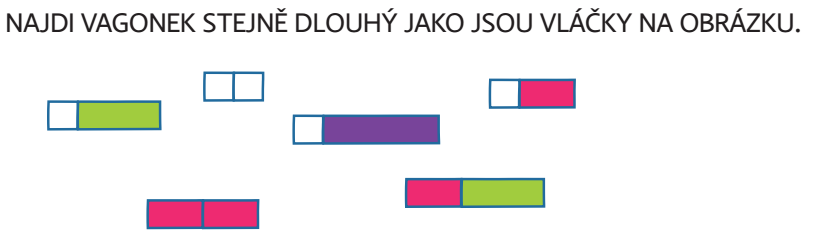 NAJDI VAGONEK STEJNĚ DLOUHÝ JAKO JSOU VLÁČKY NA OBRÁZKU.